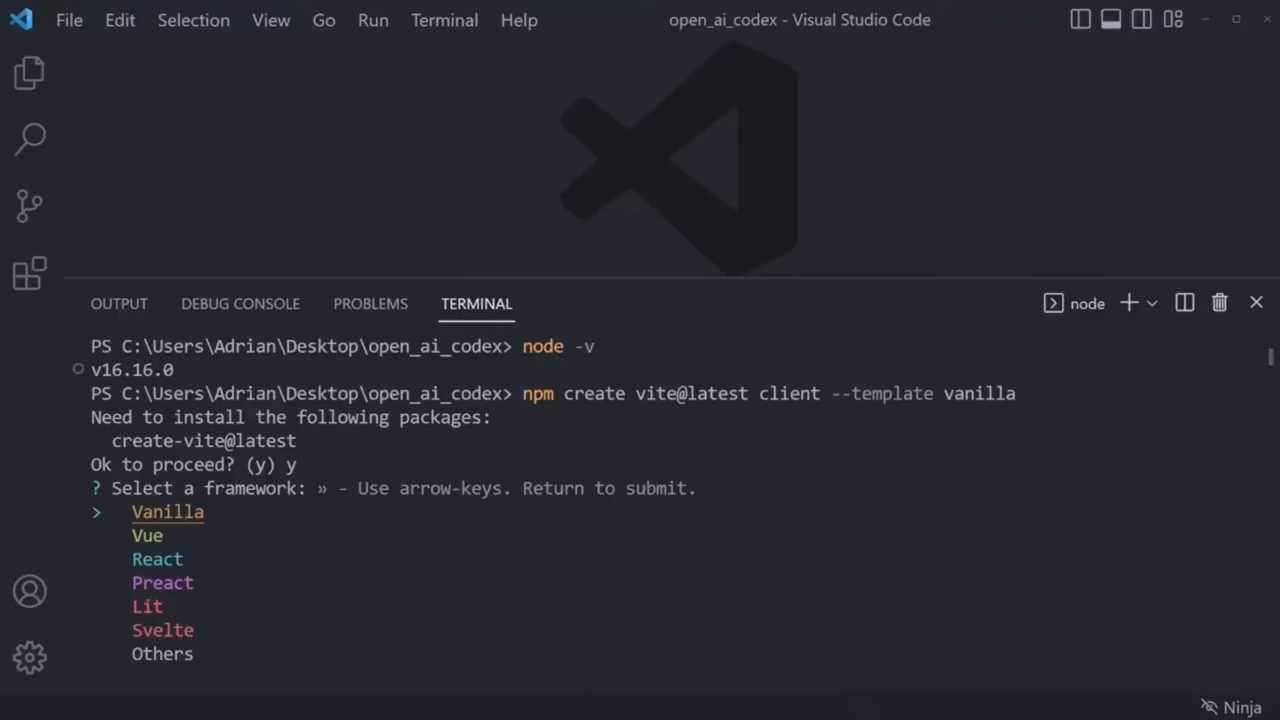 File Edit Selection View Go Run Terminal Help open_ai_codex - Visual Studio Code
OUTPUT DEBUG CONSOLE PROBLEMS TERMINAL node
PS C:\Users\Adrian\Desktop\open_ai_codex> node -v
v16.16.0
PS C:\Users\Adrian\Desktop\open_ai_codex> npm create vite@latest client --template vanilla
Need to install the following packages:
create-vite@latest
Ok to proceed? (y) y
? Select a framework: » - Use arrow-keys. Return to submit.
> Vanilla
Vue
React
Preact
Lit
Svelte
Others
Ninja